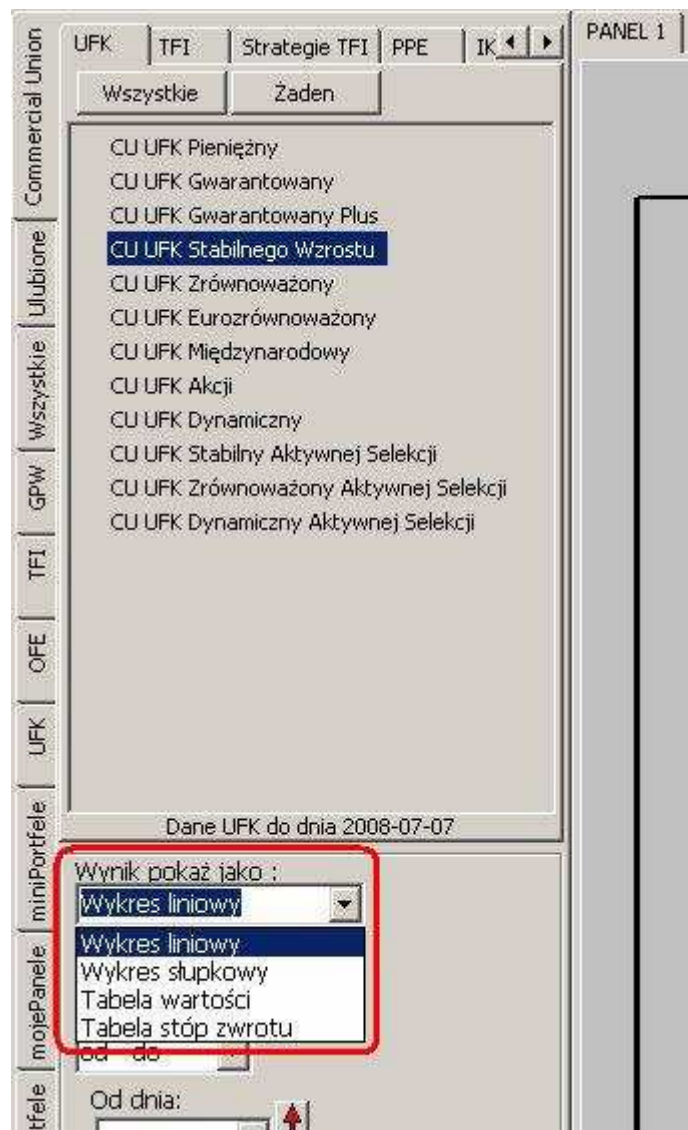 UFK
TFI
Strategie TFI
PPE
IK
PANEL 1
Wszystkie
Żaden
Commercial Union
Ulubione
Wszystkie
GPW
TFI
OFE
UFK
miniPortfele
mojePanele
tfele
CU UFK Pieniężny
CU UFK Gwarantowany
CU UFK Gwarantowany Plus
CU UFK Stabilnego Wzrostu
CU UFK Zrównoważony
CU UFK Eurozrównoważony
CU UFK Międzynarodowy
CU UFK Akcji
CU UFK Dynamiczny
CU UFK Stabilny Aktywnej Selekcji
CU UFK Zrównoważony Aktywnej Selekcji
CU UFK Dynamiczny Aktywnej Selekcji
Dane UFK do dnia 2008-07-07
Wynik pokaż jako :
Wykres liniowy
Wykres liniowy
Wykres słupkowy
Tabela wartości
Tabela stóp zwrotu
od - do
Od dnia: